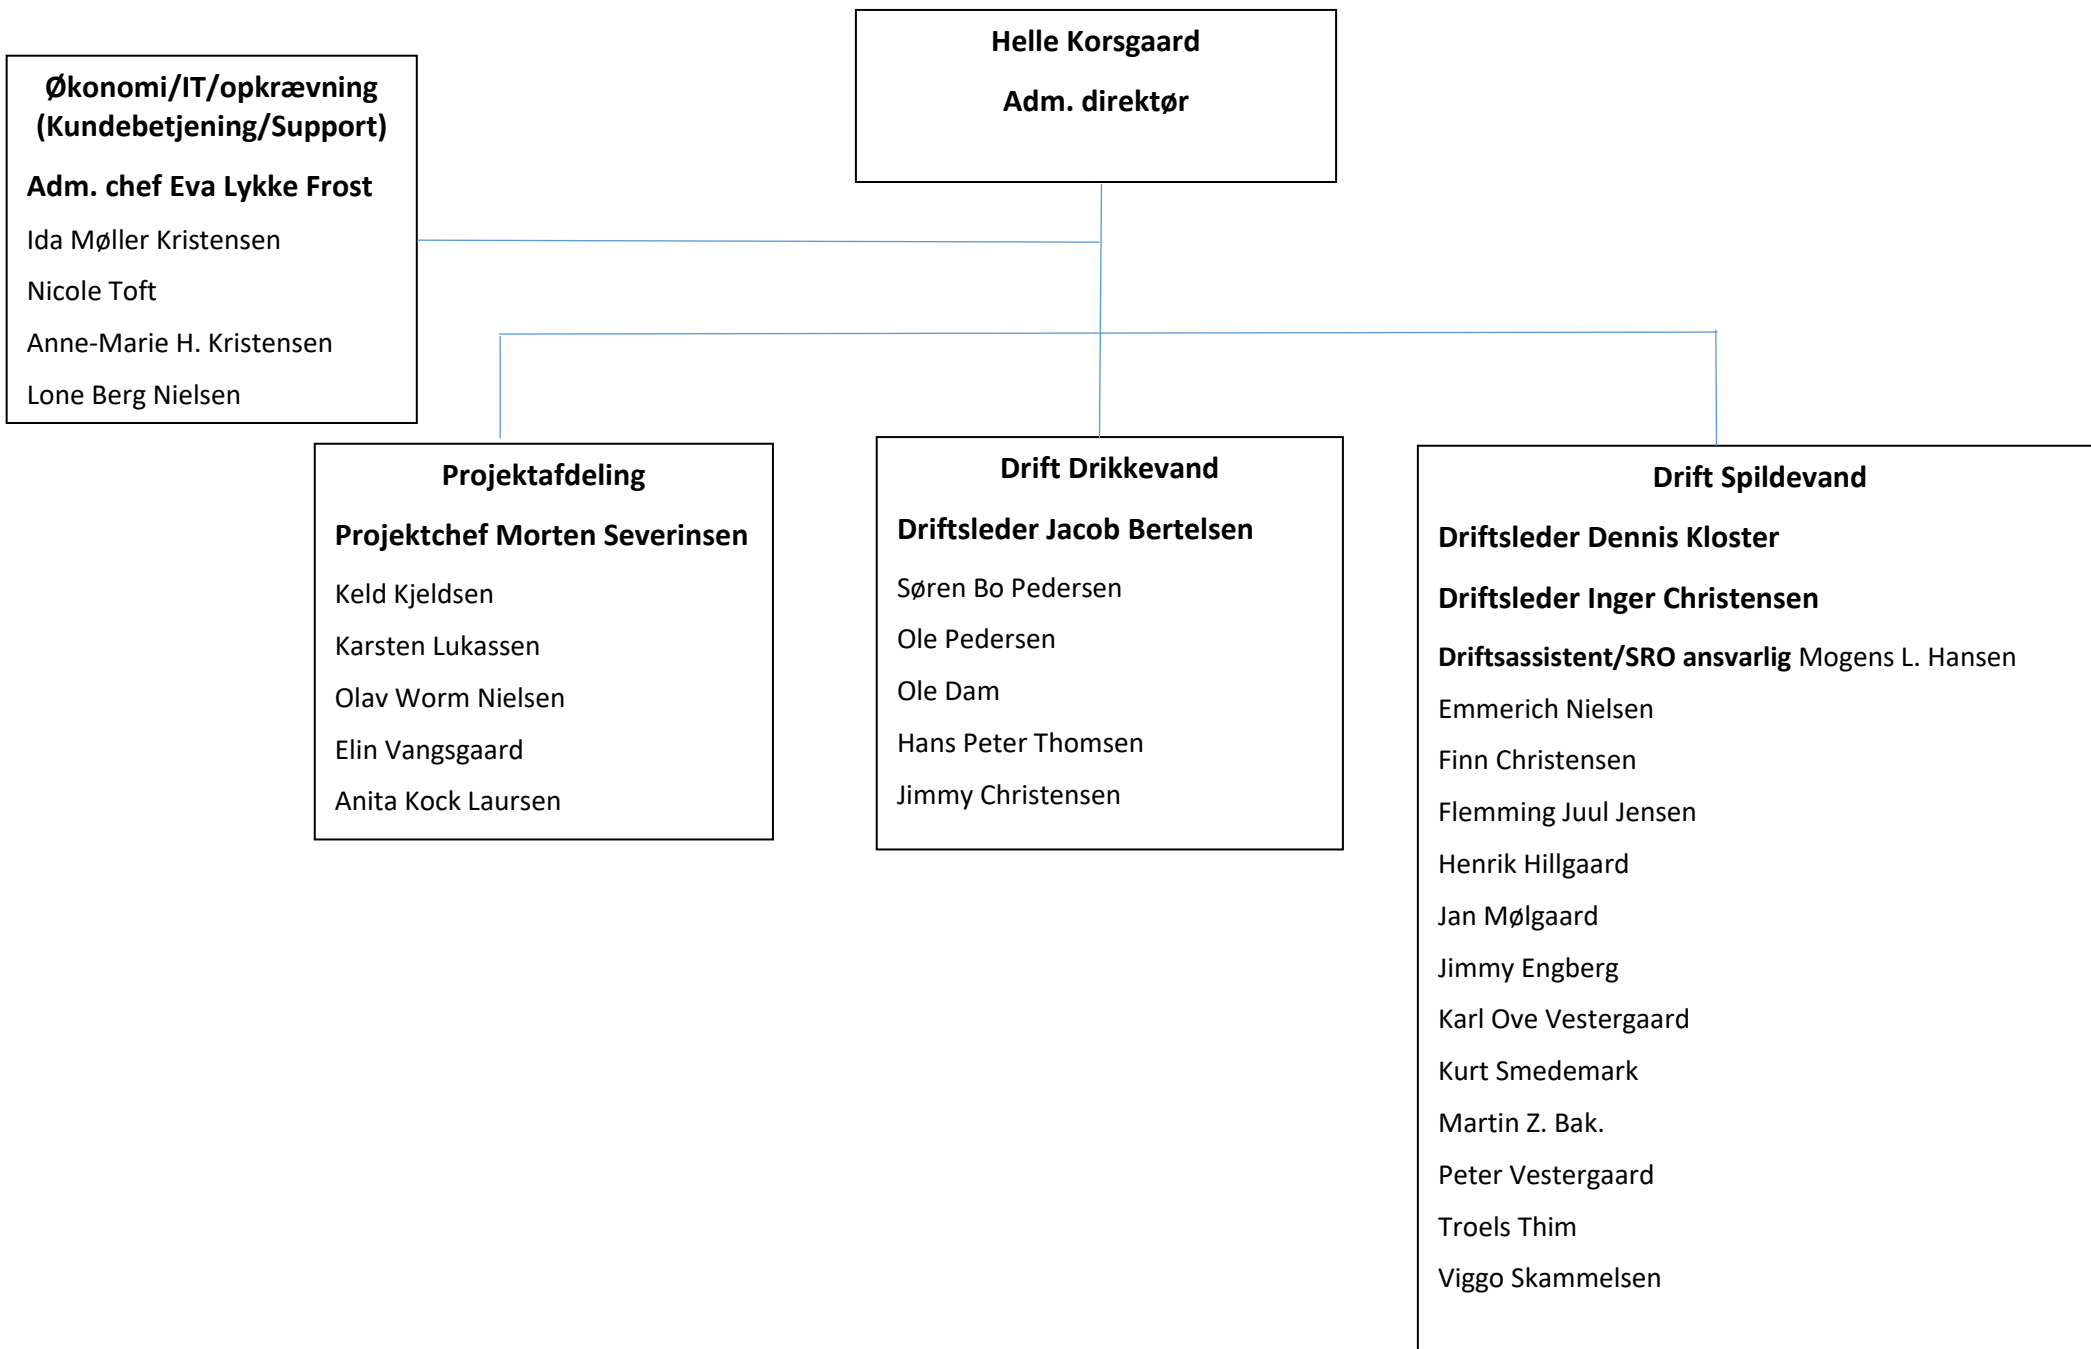 Helle Korsgaard
Adm. direktør
Økonomi/IT/opkrævning
(Kundebetjening/Support)
Adm. chef Eva Lykke Frost
Ida Møller Kristensen
Nicole Toft
Anne-Marie H. Kristensen
Lone Berg Nielsen
Projektafdeling
Projektchef Morten Severinsen
Keld Kjeldsen
Karsten Lukassen
Olav Worm Nielsen
Elin Vangsgaard
Anita Kock Laursen
Drift Drikkevand
Driftsleder Jacob Bertelsen
Søren Bo Pedersen
Ole Pedersen
Ole Dam
Hans Peter Thomsen
Jimmy Christensen
Drift Spildevand
Driftsleder Dennis Kloster
Driftsleder Inger Christensen
Driftsassistent/SRO ansvarlig Mogens L. Hansen
Emmerich Nielsen
Finn Christensen
Flemming Juul Jensen
Henrik Hillgaard
Jan Mølgaard
Jimmy Engberg
Karl Ove Vestergaard
Kurt Smedemark
Martin Z. Bak.
Peter Vestergaard
Troels Thim
Viggo Skammelsen